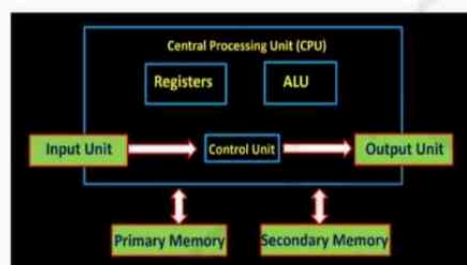 Central Processing Unit (CPU)
Registers
ALU
Input Unit
Control Unit
Output Unit
Primary Memory
Secondary Memory